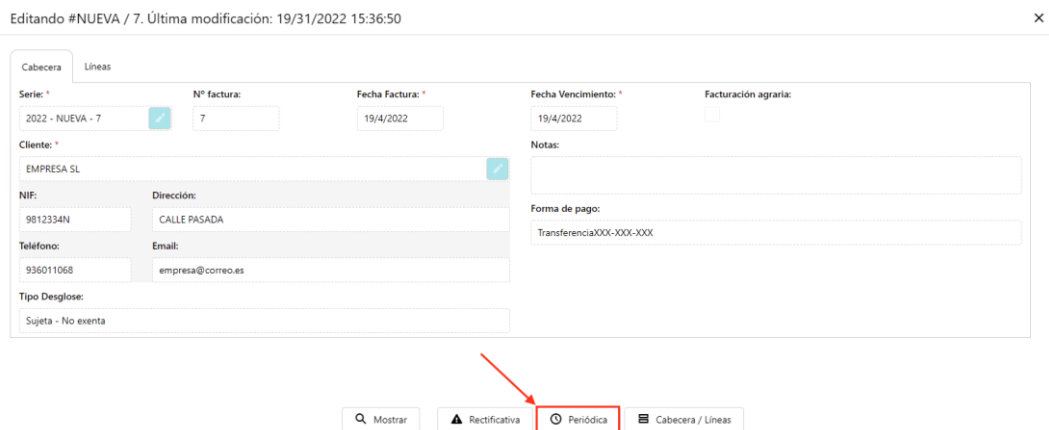 Editando #NUEVA / 7. Última modificación: 19/31/2022 15:36:50
Cabecera Líneas
Serie: * Nº factura: Fecha Factura: * Fecha Vencimiento: * Facturación agraria:
2022 - NUEVA - 7 7 19/4/2022 19/4/2022
Cliente: * Notas:
EMPRESA SL
NIF: Dirección:
Forma de pago:
9812334N CALLE PASADA
TransferenciaXXX-XXX-XXX
Teléfono: Email:
936011068 empresa@correo.es
Tipo Desglose:
Sujeta - No exenta
Mostrar Rectificativa Periódica Cabecera / Líneas